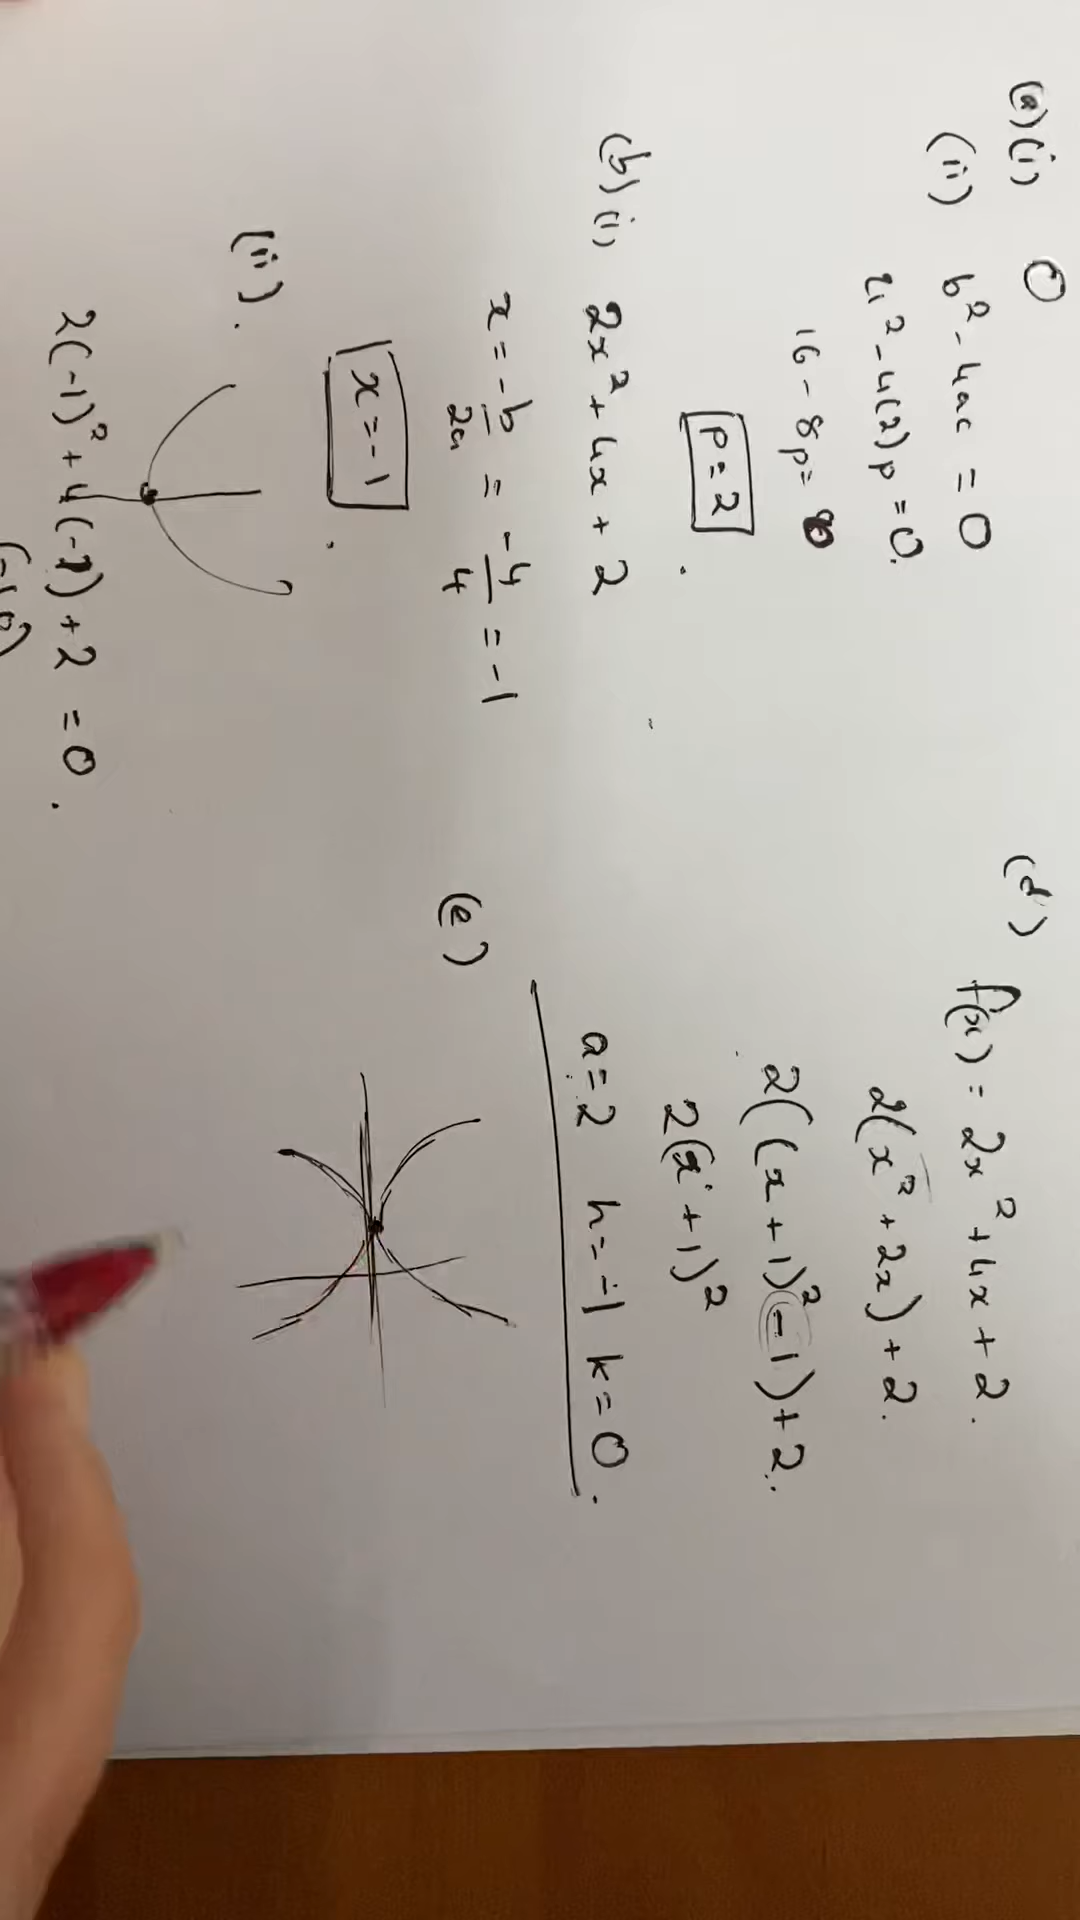 (a) (i) 0
(ii) b² - 4ac = 0
4² - 4(2)p = 0.
16 - 8p = 0
p = 2
(b) (i) 2x² + 4x + 2
x = -b/2a = -4/4 = -1
x = -1
(ii).
2(-1)² + 4(-1) + 2 = 0.
(d)
f(x) = 2x² + 4x + 2.
2(x² + 2x) + 2.
2((x + 1)² - 1) + 2.
2(x + 1)²
a = 2 h = -1 k = 0.
(e)